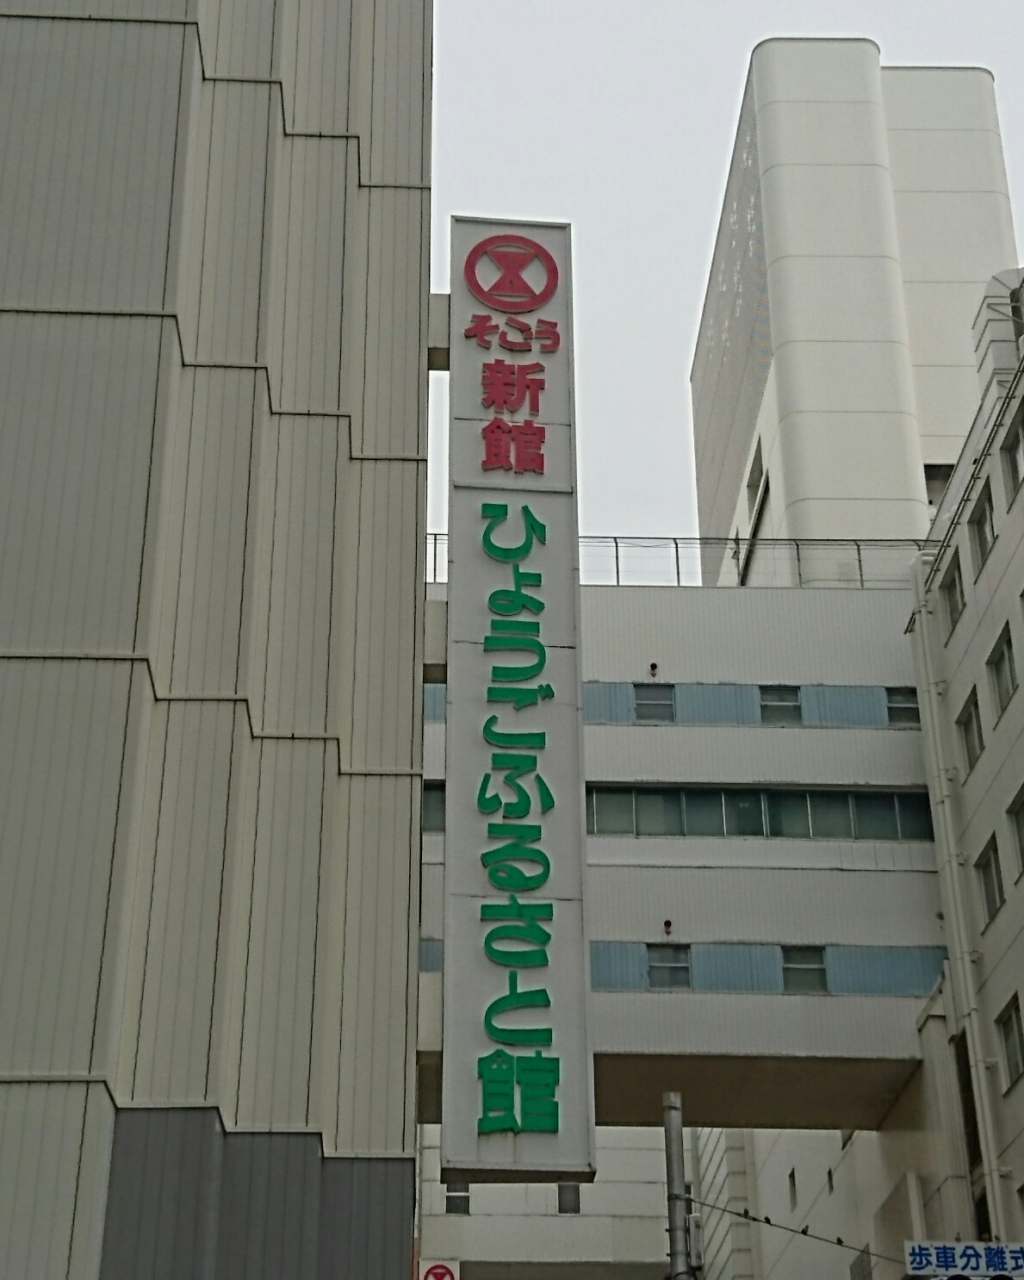 そごう
新館
ひょうごふるさと館
歩車分離式